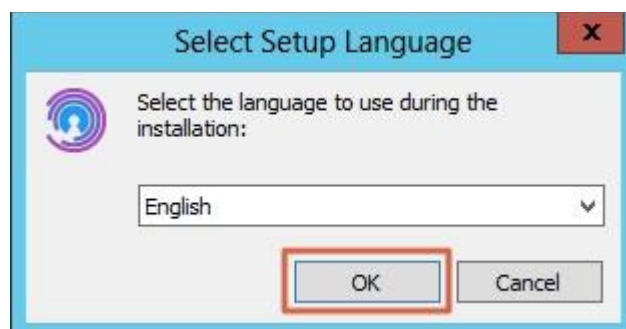 Select Setup Language
x
Select the language to use during the
installation:
English
OK
Cancel